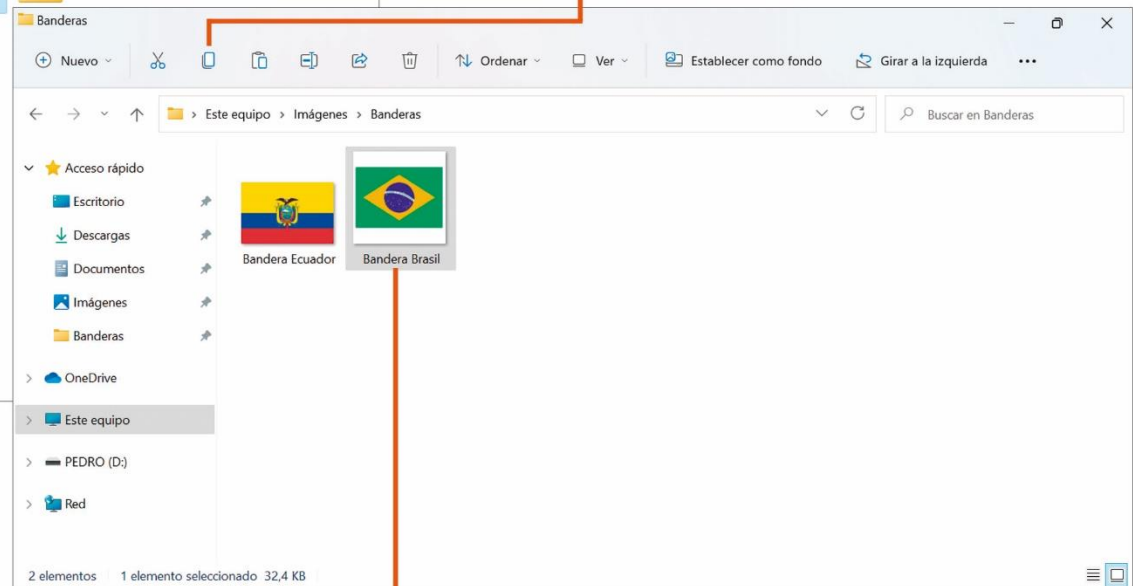 Banderas
Nuevo
Ordenar
Ver
Establecer como fondo
Girar a la izquierda
Este equipo > Imágenes > Banderas
Buscar en Banderas
Acceso rápido
Escritorio
Descargas
Documentos
Imágenes
Banderas
OneDrive
Este equipo
PEDRO (D:)
Red
Bandera Ecuador
Bandera Brasil
2 elementos
1 elemento seleccionado 32,4 KB